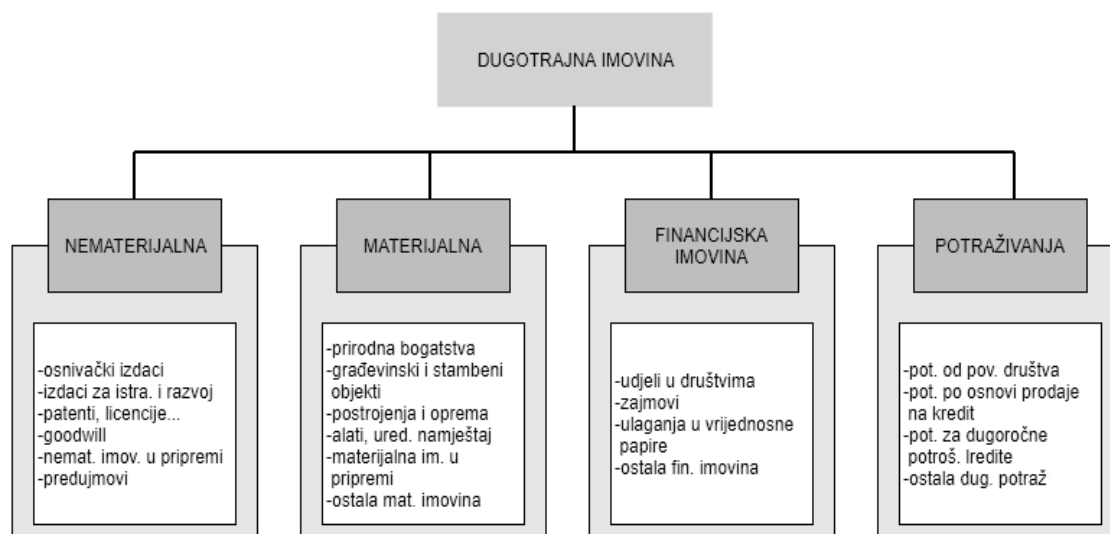 DUGOTRAJNA IMOVINA
NEMATERIJALNA
-osnivački izdaci
-izdaci za istra. i razvoj
-patenti, licencije...
-goodwill
-nemat. imov. u pripremi
-predujmovi
MATERIJALNA
-prirodna bogatstva
-građevinski i stambeni
objekti
-postrojenja i oprema
-alati, ured. namještaj
-materijalna im. u
pripremi
-ostala mat. imovina
FINANCIJSKA
IMOVINA
-udjeli u društvima
-zajmovi
-ulaganja u vrijednosne
papire
-ostala fin. imovina
POTRAŽIVANJA
-pot. od pov. društva
-pot. po osnovi prodaje
na kredit
-pot. za dugoročne
potroš. lredite
-ostala dug. potraž